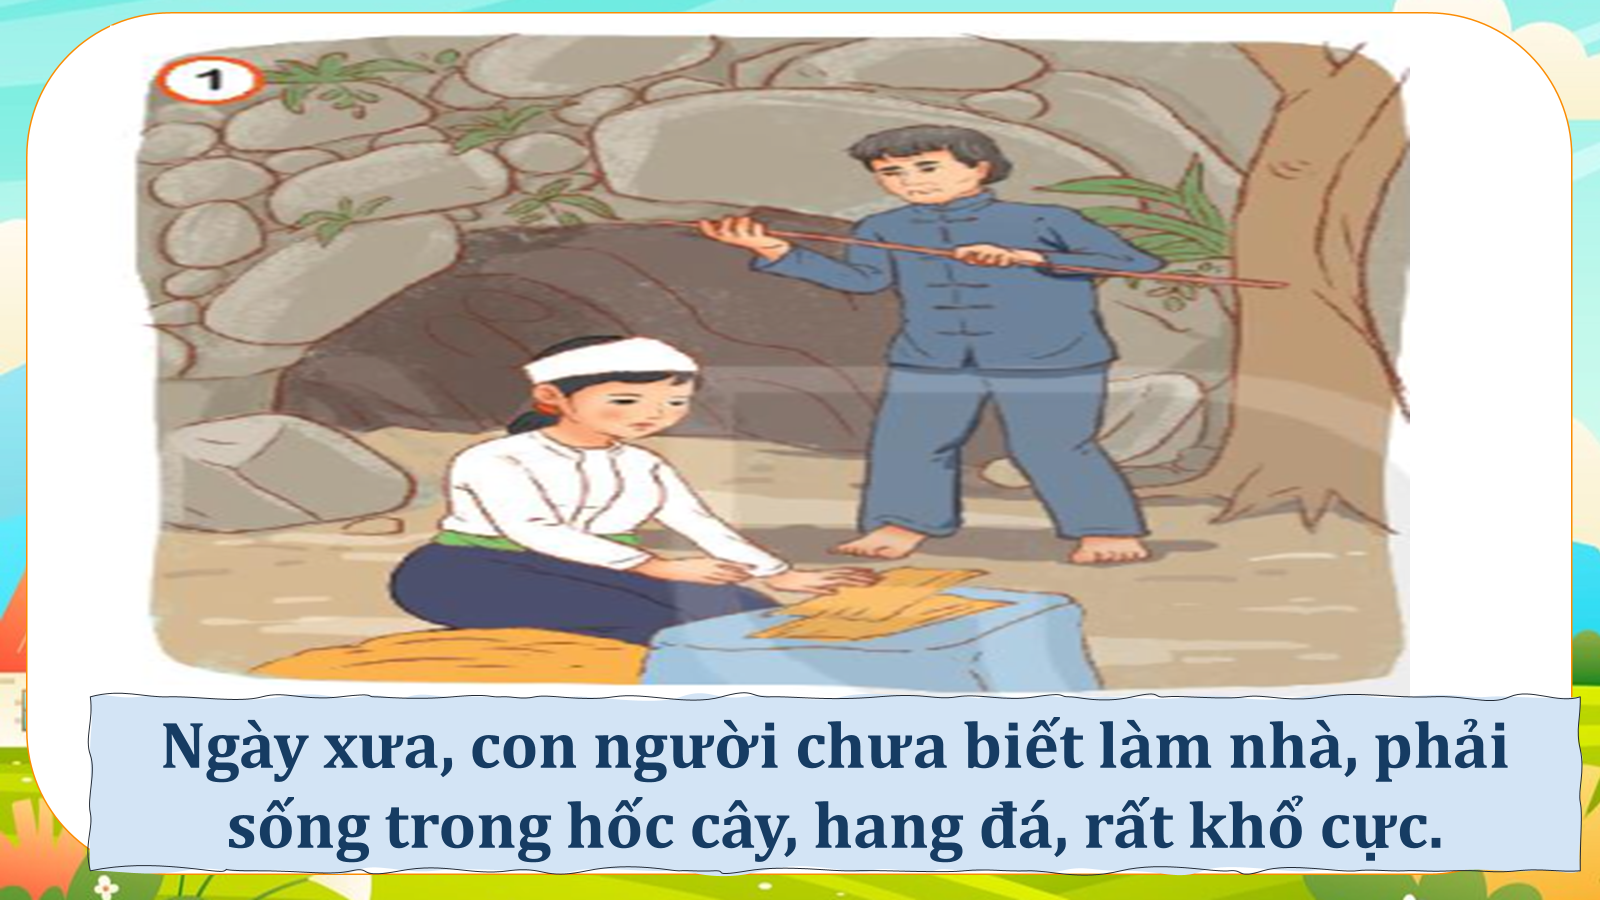 1
Ngày xưa, con người chưa biết làm nhà, phải
sống trong hốc cây, hang đá, rất khổ cực.